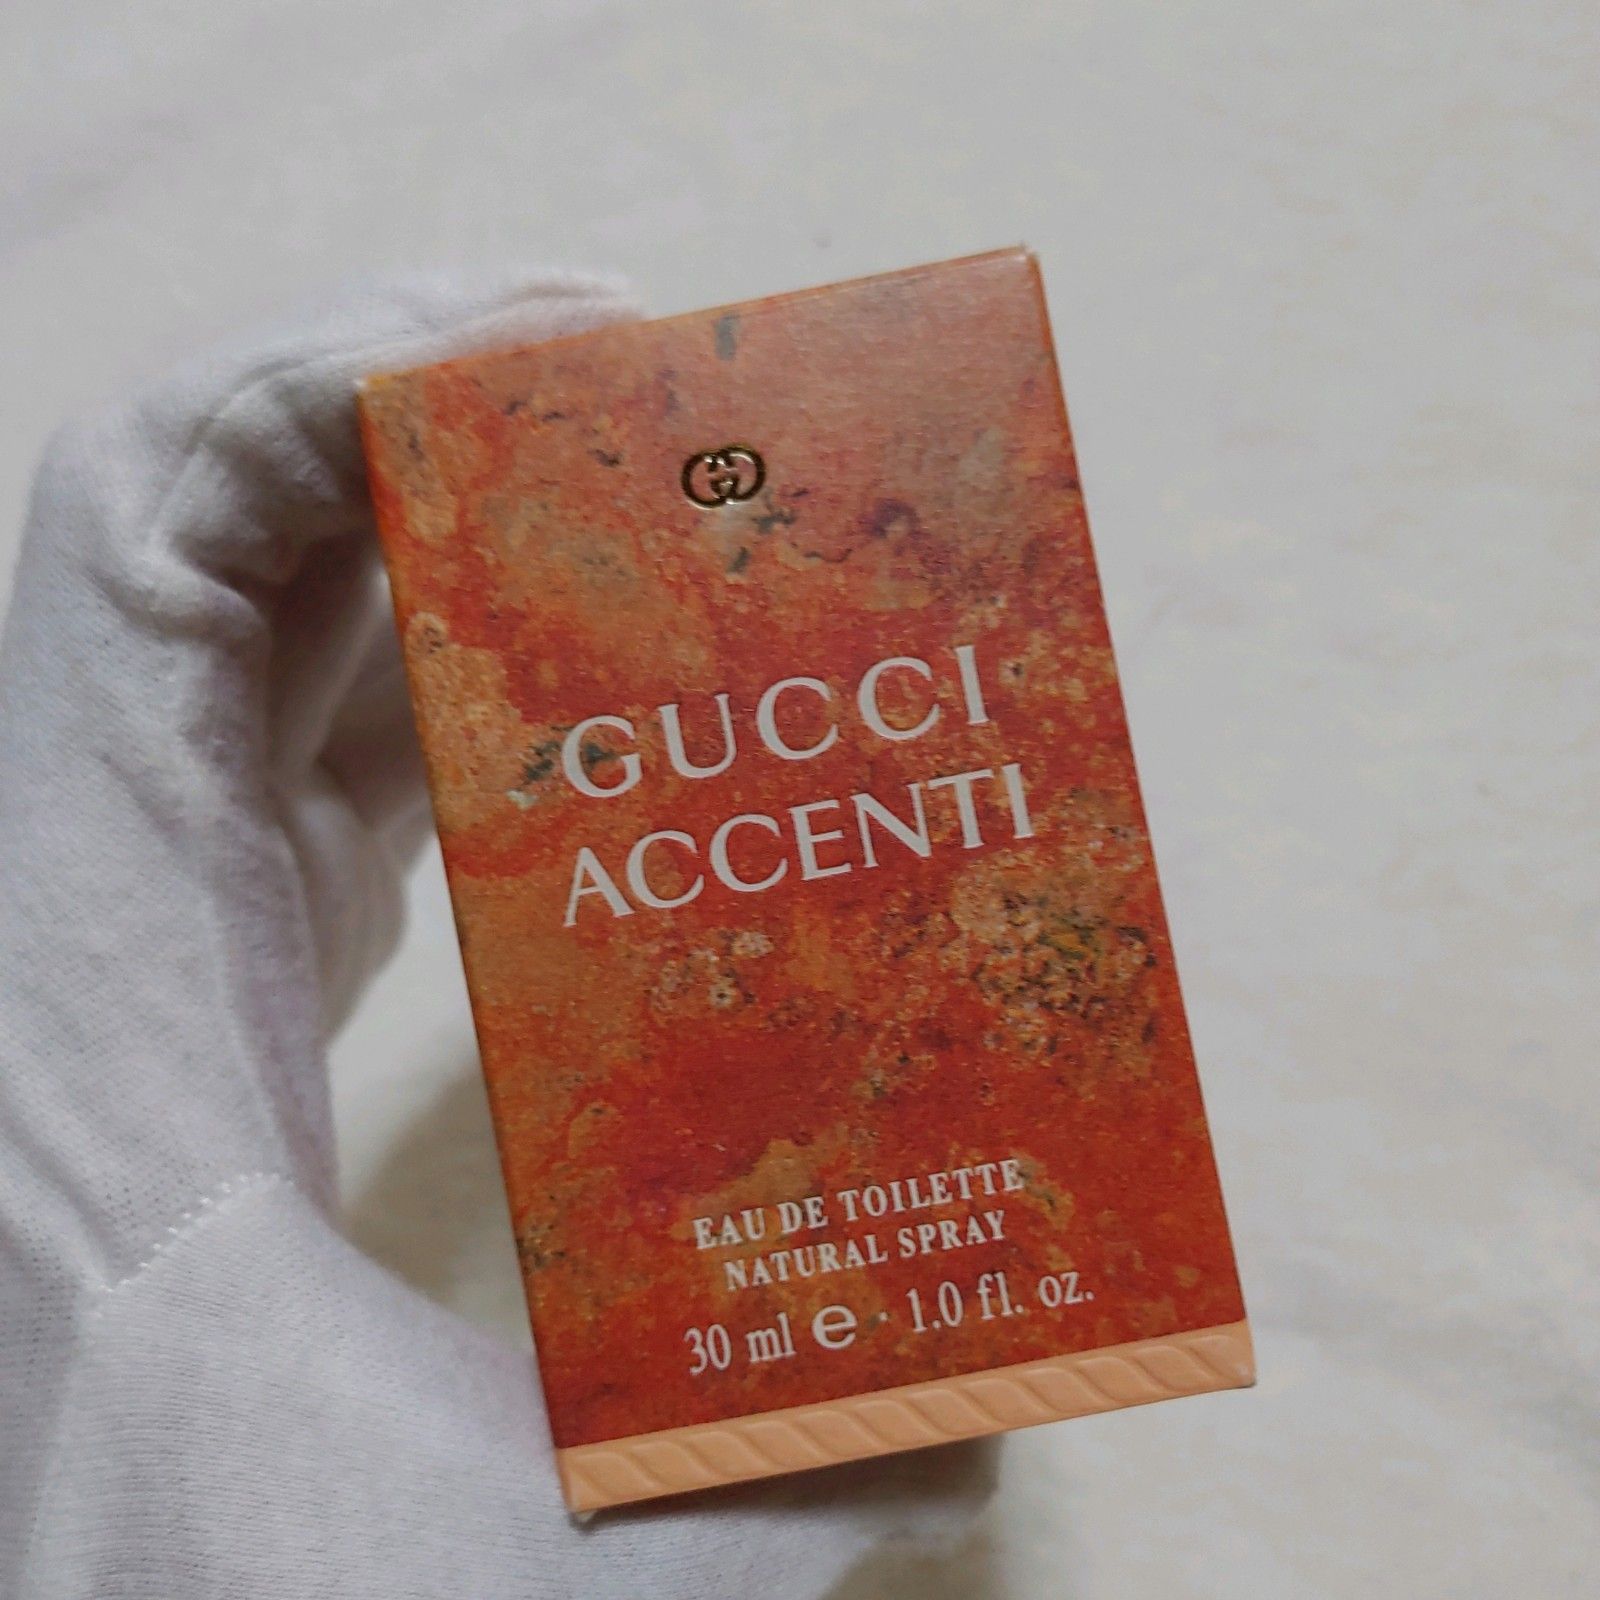 GUCCI
ACCENTI
EAU DE TOILETTE
NATURAL SPRAY
30 ml ℮ · 1.0 fl. oz.